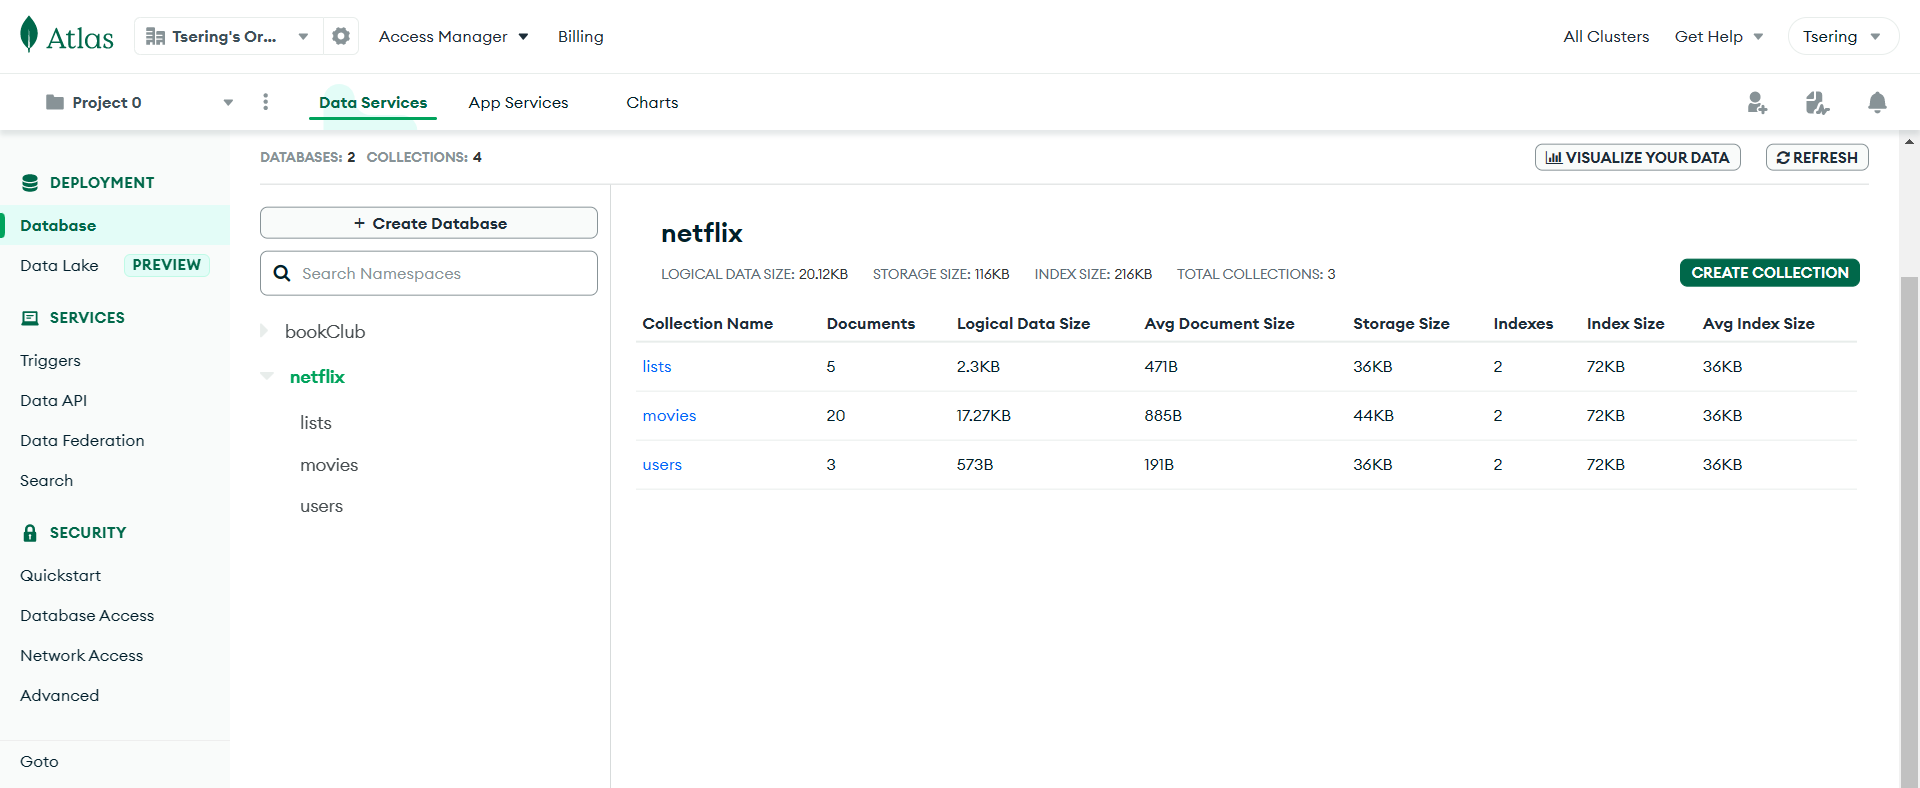 Atlas
Tsering's Or...
Access Manager
Billing
All Clusters
Get Help
Tsering
Project 0
Data Services
App Services
Charts
DEPLOYMENT
Database
Data Lake PREVIEW
SERVICES
Triggers
Data API
Data Federation
Search
SECURITY
Quickstart
Database Access
Network Access
Advanced
Goto
DATABASES: 2 COLLECTIONS: 4
VISUALIZE YOUR DATA
REFRESH
+ Create Database
Search Namespaces
bookClub
netflix
lists
movies
users
netflix
LOGICAL DATA SIZE: 20.12KB STORAGE SIZE: 116KB INDEX SIZE: 216KB TOTAL COLLECTIONS: 3
CREATE COLLECTION
Collection Name Documents Logical Data Size Avg Document Size Storage Size Indexes Index Size Avg Index Size
lists 5 2.3KB 471B 36KB 2 72KB 36KB
movies 20 17.27KB 885B 44KB 2 72KB 36KB
users 3 573B 191B 36KB 2 72KB 36KB